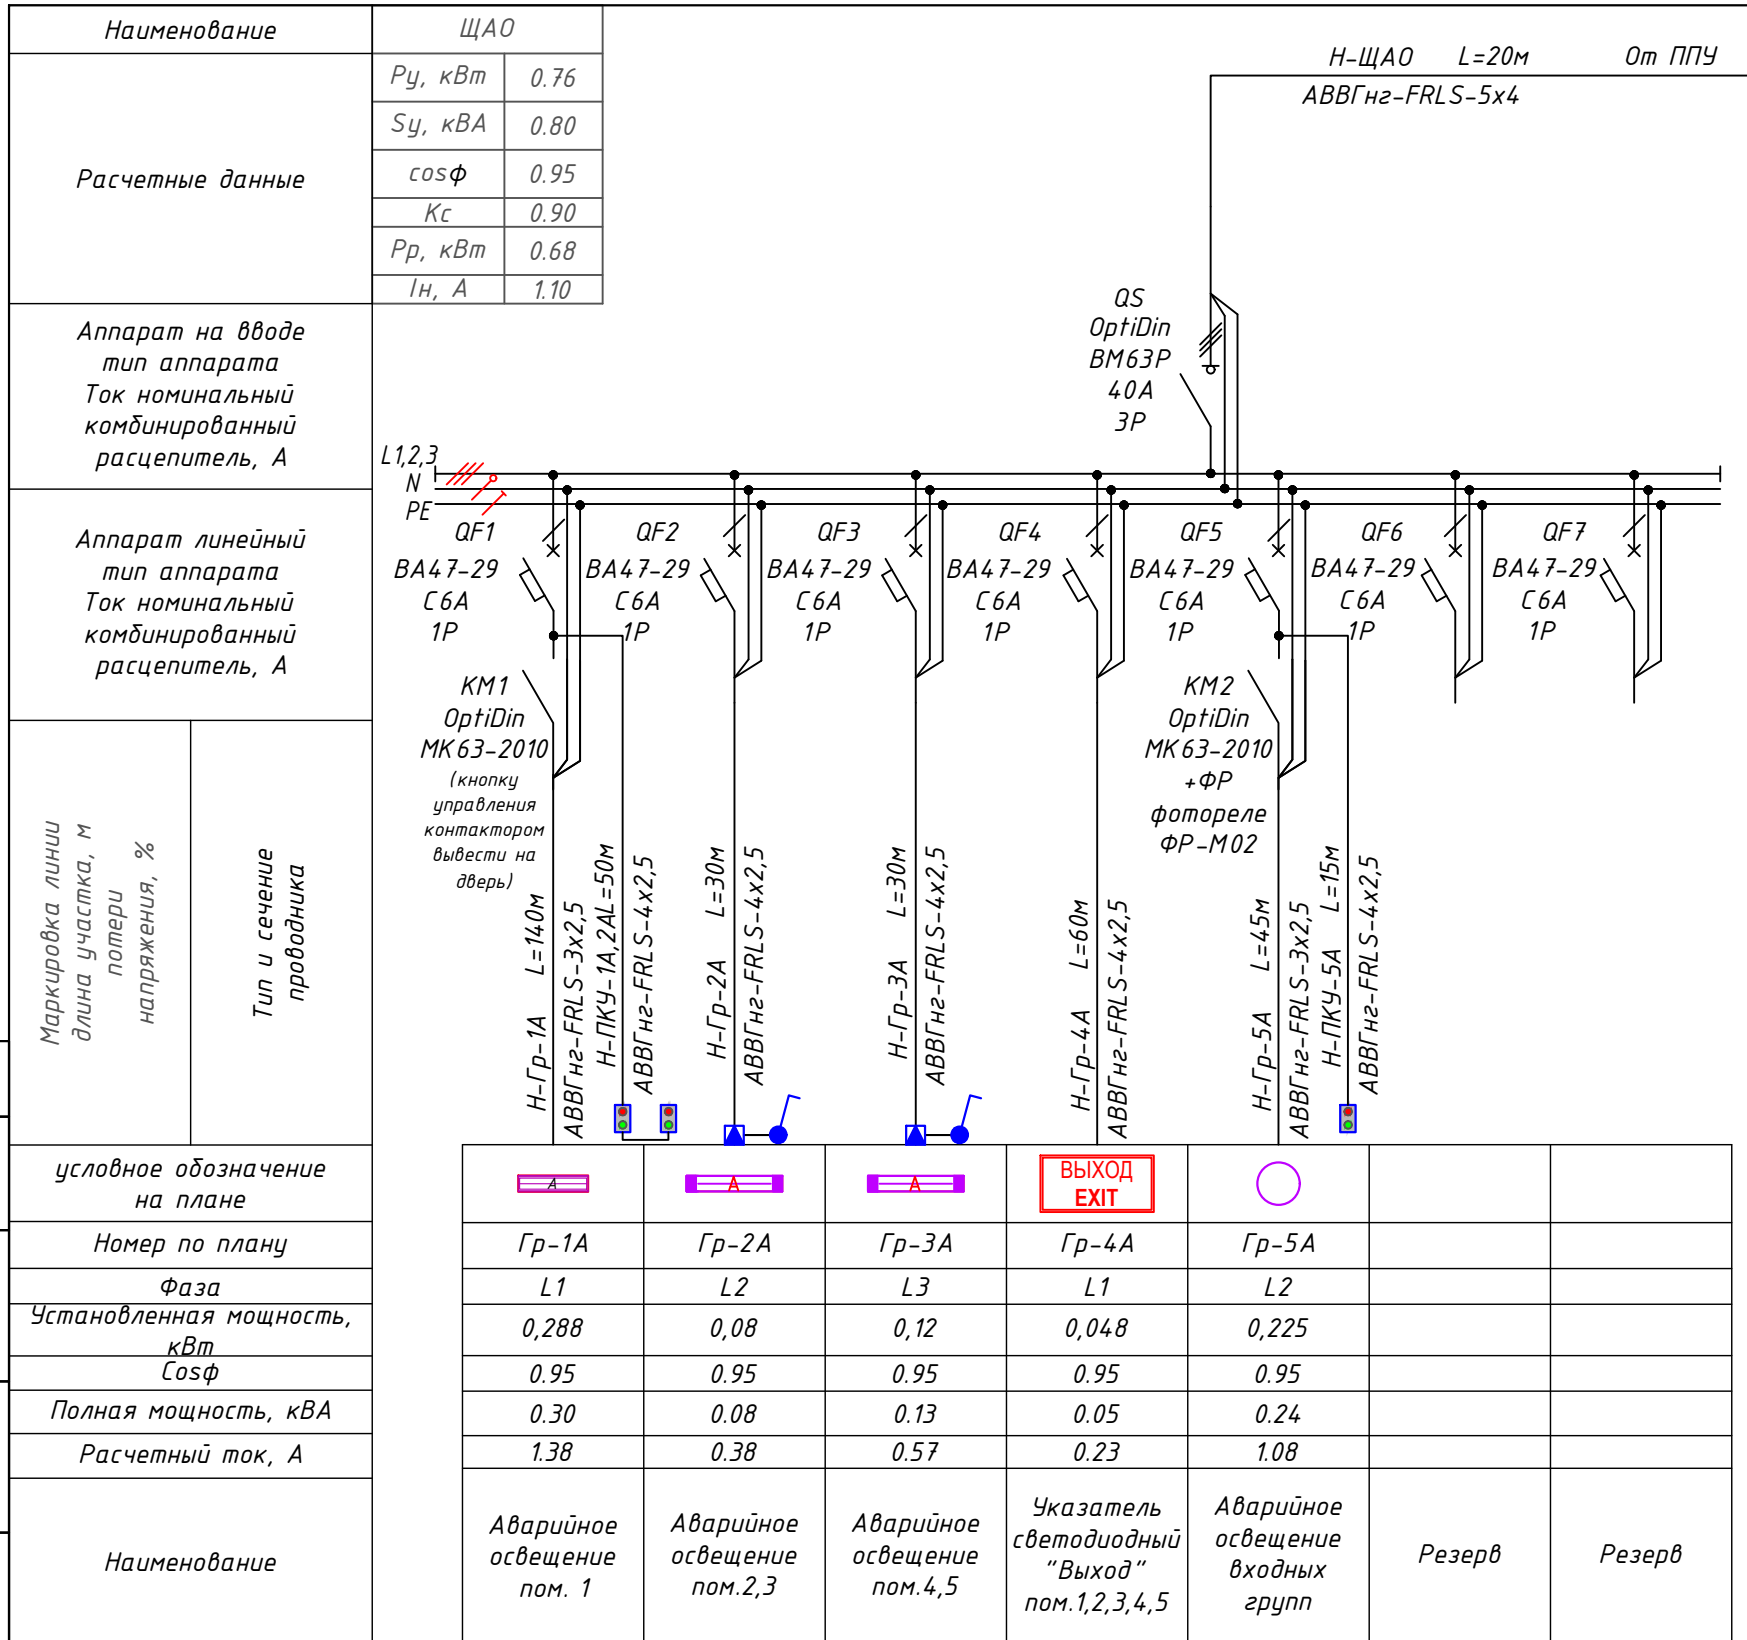 Наименование
ЩАО
Ру, кВт 0.76
Sу, кВА 0.80
cosφ 0.95
Кс 0.90
Рр, кВт 0.68
Iн, А 1.10
Расчетные данные
Н-ЩАО L=20м От ППУ
АВВГнг-FRLS-5х4
Аппарат на вводе
тип аппарата
Ток номинальный
комбинированный
расцепитель, А
QS
OptiDin
ВМ63Р
40А
3Р
L1,2,3
N
PE
Аппарат линейный
тип аппарата
Ток номинальный
комбинированный
расцепитель, А
QF1
ВА47-29
С6А
1Р
QF2
ВА47-29
С6А
1Р
QF3
ВА47-29
С6А
1Р
QF4
ВА47-29
С6А
1Р
QF5
ВА47-29
С6А
1Р
QF6
ВА47-29
С6А
1Р
QF7
ВА47-29
С6А
1Р
КМ1
OptiDin
МК63-2010
(кнопку
управления
контактором
вывести на
дверь)
КМ2
OptiDin
МК63-2010
+ФР
фотореле
ФР-М02
Маркировка линии
длина участка, м
потери
напряжения, %
Тип и сечение
проводника
Н-Гр-1А L=140м
АВВГнг-FRLS-3х2,5
Н-ПКУ-1А,2АL=50м
АВВГнг-FRLS-4х2,5
Н-Гр-2А L=30м
АВВГнг-FRLS-4х2,5
Н-Гр-3А L=30м
АВВГнг-FRLS-4х2,5
Н-Гр-4А L=60м
АВВГнг-FRLS-4х2,5
Н-Гр-5А L=45м
АВВГнг-FRLS-3х2,5
Н-ПКУ-5А L=15м
АВВГнг-FRLS-4х2,5
условное обозначение
на плане
А
А
А
ВЫХОД
EXIT
Номер по плану
Гр-1А Гр-2А Гр-3А Гр-4А Гр-5А
Фаза
L1 L2 L3 L1 L2
Установленная мощность,
кВт
0,288 0,08 0,12 0,048 0,225
Cosφ
0.95 0.95 0.95 0.95 0.95
Полная мощность, кВА
0.30 0.08 0.13 0.05 0.24
Расчетный ток, А
1.38 0.38 0.57 0.23 1.08
Наименование
Аварийное
освещение
пом. 1
Аварийное
освещение
пом.2,3
Аварийное
освещение
пом.4,5
Указатель
светодиодный
"Выход"
пом.1,2,3,4,5
Аварийное
освещение
входных
групп
Резерв
Резерв